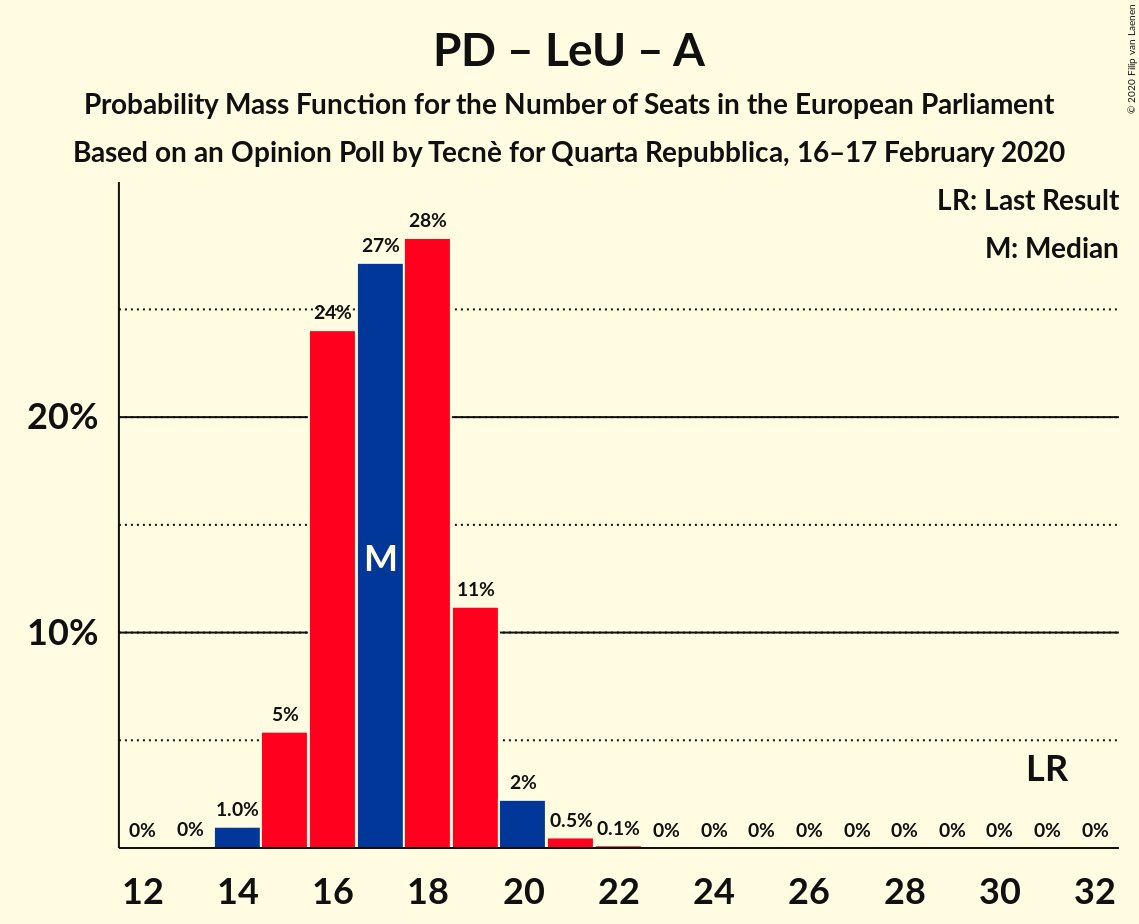 PD – LeU – A
Probability Mass Function for the Number of Seats in the European Parliament
Based on an Opinion Poll by Tecnè for Quarta Repubblica, 16–17 February 2020
© 2020 Filip van Laenen
LR: Last Result
M: Median
28%
27%
24%
20%
M
11%
10%
5%
LR
2%
1.0%
0.5%
0.1%
0% 0% 0% 0% 0% 0% 0% 0% 0% 0% 0% 0%
12 14 16 18 20 22 24 26 28 30 32